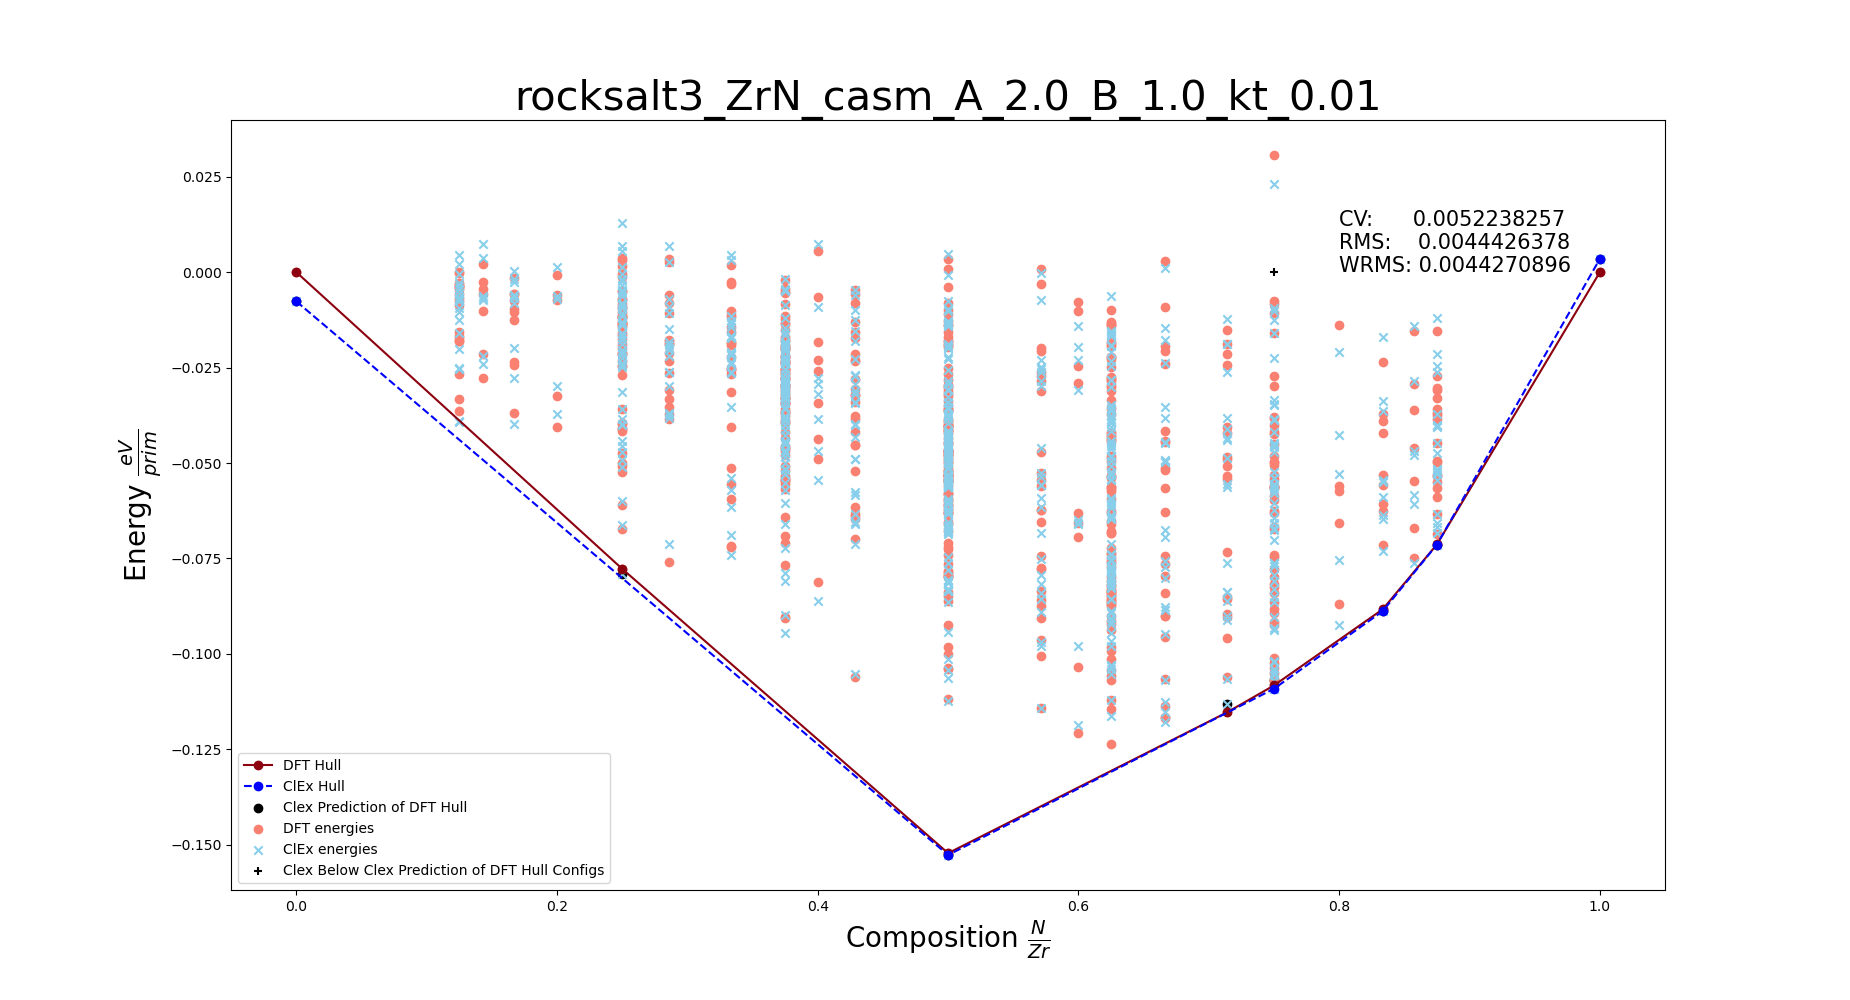 rocksalt3_ZrN_casm_A_2.0_B_1.0_kt_0.01
CV: 0.0052238257
RMS: 0.0044426378
WRMS: 0.0044270896
0.025
0.000
−0.025
−0.050
−0.075
−0.100
−0.125
−0.150
Energy eV/prim
DFT Hull
ClEx Hull
Clex Prediction of DFT Hull
DFT energies
ClEx energies
Clex Below Clex Prediction of DFT Hull Configs
0.0 0.2 0.4 0.6 0.8 1.0
Composition N/Zr